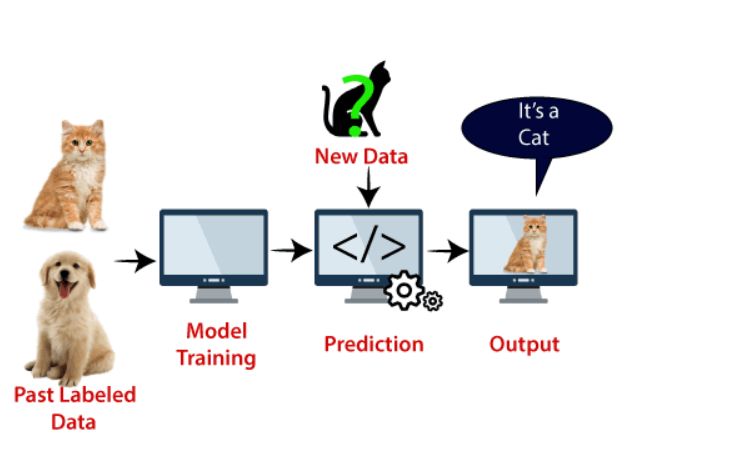 It's a
Cat
?
New Data
</>
Model
Training
Prediction
Output
Past Labeled
Data